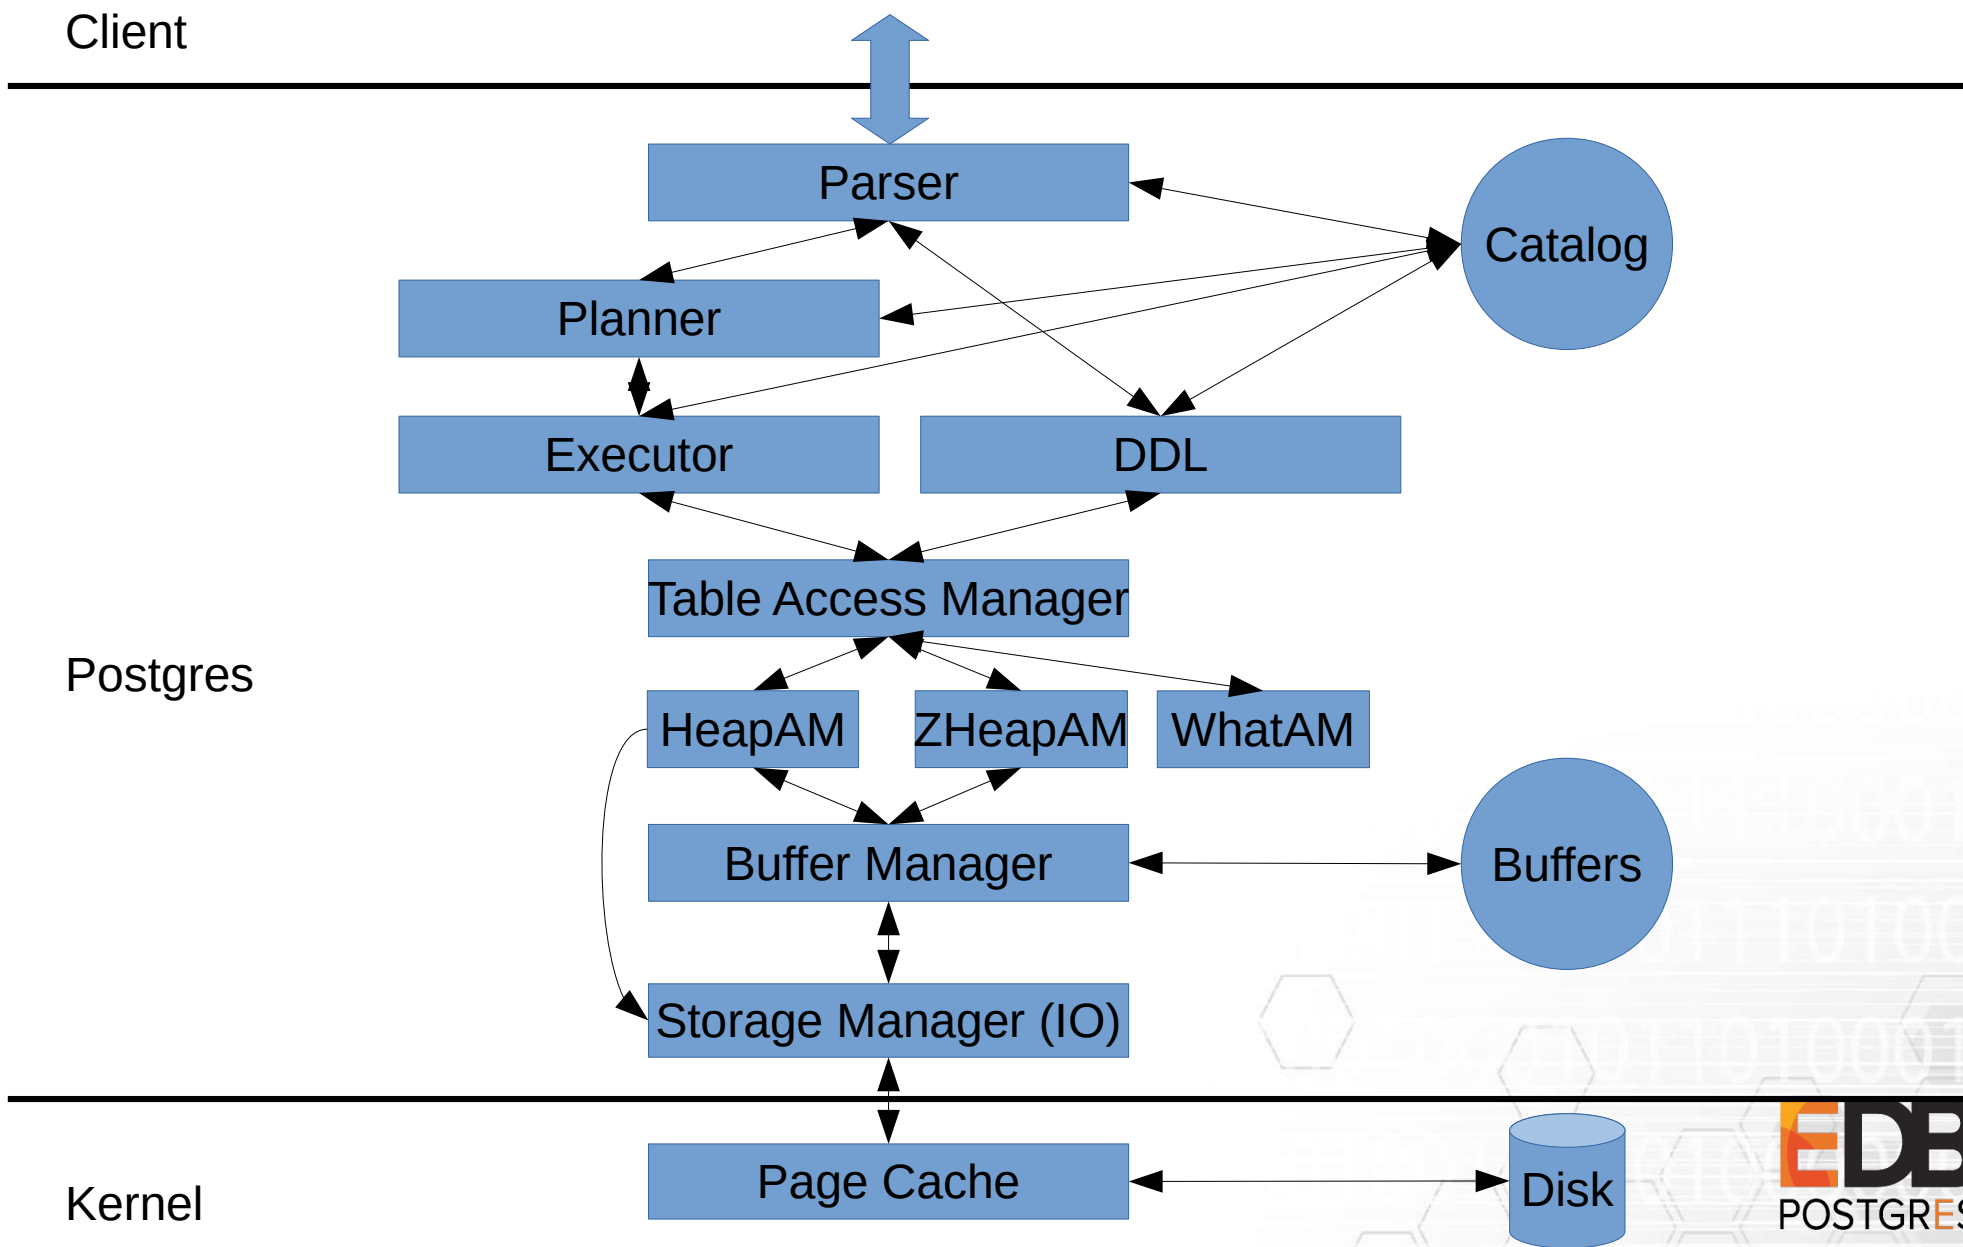 Client
Parser
Catalog
Planner
Executor
DDL
Table Access Manager
Postgres
HeapAM
ZHeapAM
WhatAM
Buffer Manager
Buffers
Storage Manager (IO)
Kernel
Page Cache
Disk
EDB
POSTGRES